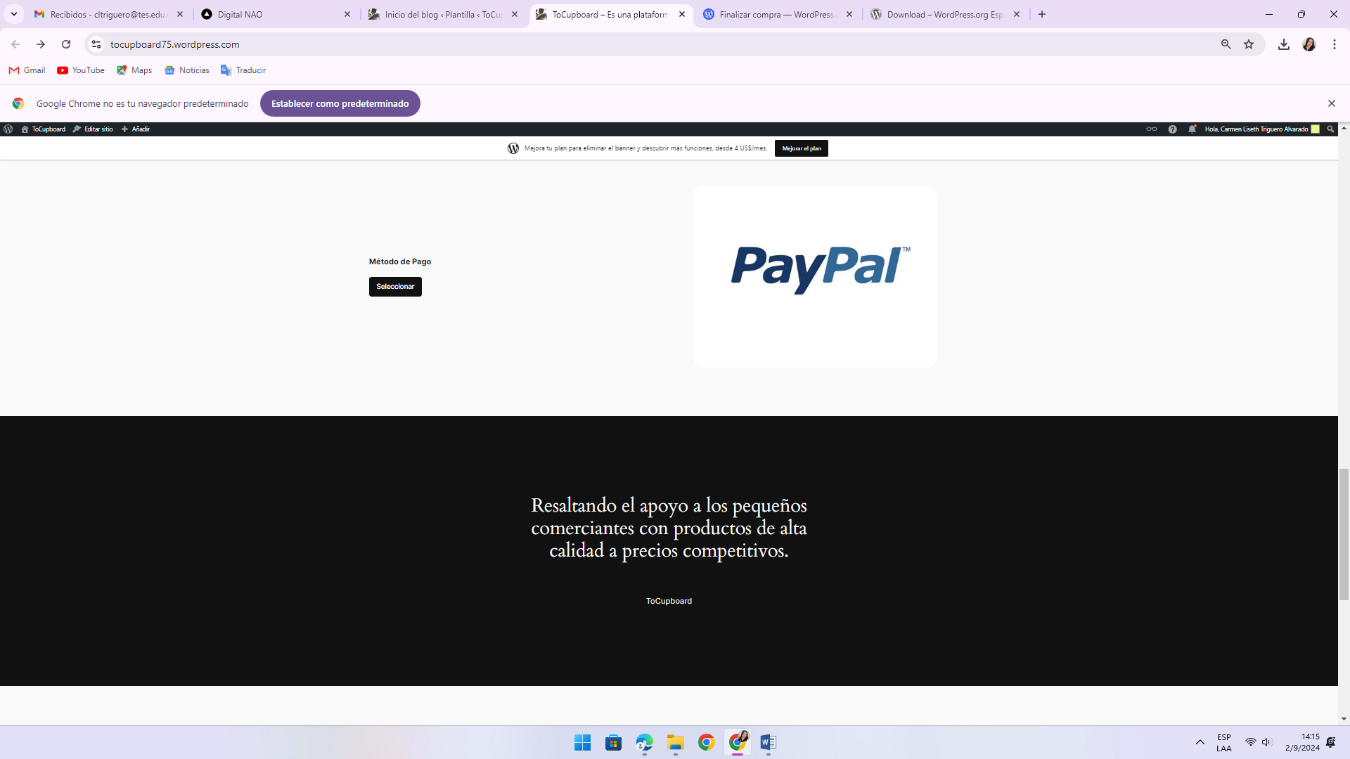 Recibidos - cltriguero@tes.edu.
Digital NAO
Inicio del blog ‹ Plantilla ‹ ToCup
ToCupboard – Es una plataform
Finalizar compra — WordPress.
Download – WordPress.org Esp
tocupboard75.wordpress.com
Gmail
YouTube
Maps
Noticias
Traducir
Google Chrome no es tu navegador predeterminado
Establecer como predeterminado
ToCupboard
Editar sitio
Añadir
Hola, Carmen Liseth Triguero Alvarado
Mejora tu plan para eliminar el banner y descubrir más funciones, desde 4 US$/mes.
Mejorar el plan
Método de Pago
Seleccionar
PayPal™
Resaltando el apoyo a los pequeños
comerciantes con productos de alta
calidad a precios competitivos.
ToCupboard
ESP
LAA
14:15
2/9/2024